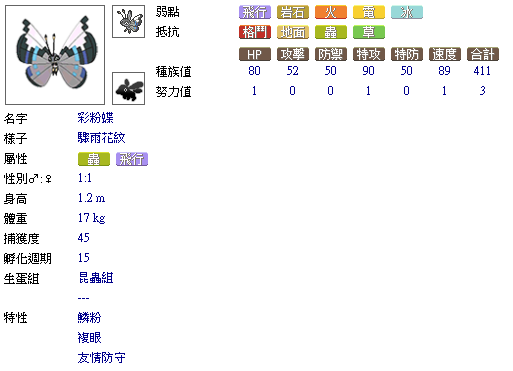 弱點 飛行 岩石 火 電 冰
抵抗 格鬥 地面 蟲 草
HP 攻擊 防禦 特攻 特防 速度 合計
種族值 80 52 50 90 50 89 411
努力值 1 0 0 1 0 1 3
名字 彩粉蝶
樣子 驟雨花紋
屬性 蟲 飛行
性別♂:♀ 1:1
身高 1.2 m
體重 17 kg
捕獲度 45
孵化週期 15
生蛋組 昆蟲組
---
特性 鱗粉
複眼
友情防守